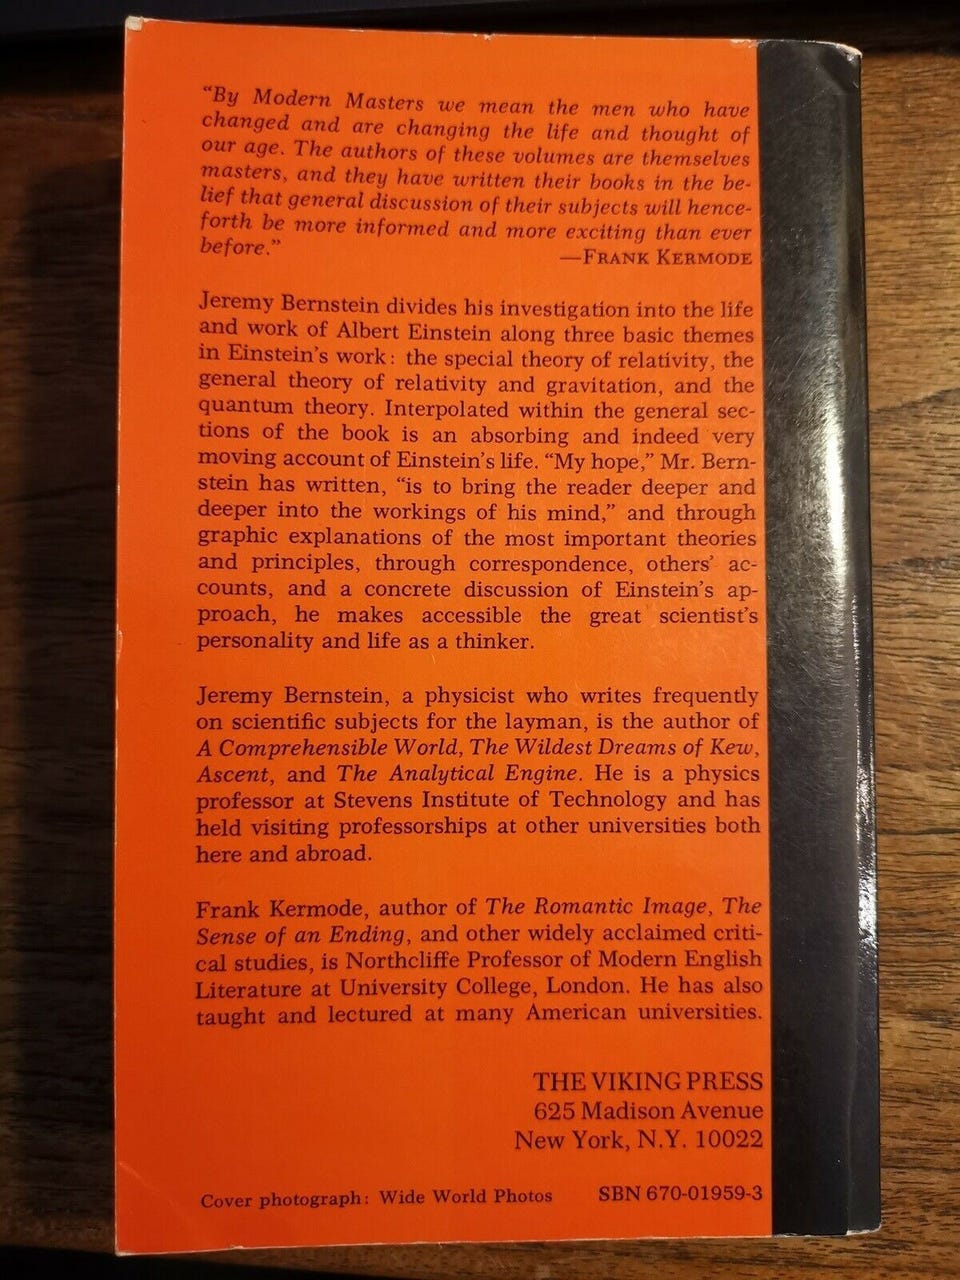 “By Modern Masters we mean the men who have
changed and are changing the life and thought of
our age. The authors of these volumes are themselves
masters, and they have written their books in the be-
lief that general discussion of their subjects will hence-
forth be more informed and more exciting than ever
before.”
—FRANK KERMODE
Jeremy Bernstein divides his investigation into the life
and work of Albert Einstein along three basic themes
in Einstein’s work: the special theory of relativity, the
general theory of relativity and gravitation, and the
quantum theory. Interpolated within the general sec-
tions of the book is an absorbing and indeed very
moving account of Einstein’s life. “My hope,” Mr. Bern-
stein has written, “is to bring the reader deeper and
deeper into the workings of his mind,” and through
graphic explanations of the most important theories
and principles, through correspondence, others’ ac-
counts, and a concrete discussion of Einstein’s ap-
proach, he makes accessible the great scientist’s
personality and life as a thinker.
Jeremy Bernstein, a physicist who writes frequently
on scientific subjects for the layman, is the author of
A Comprehensible World, The Wildest Dreams of Kew,
Ascent, and The Analytical Engine. He is a physics
professor at Stevens Institute of Technology and has
held visiting professorships at other universities both
here and abroad.
Frank Kermode, author of The Romantic Image, The
Sense of an Ending, and other widely acclaimed criti-
cal studies, is Northcliffe Professor of Modern English
Literature at University College, London. He has also
taught and lectured at many American universities.
THE VIKING PRESS
625 Madison Avenue
New York, N.Y. 10022
Cover photograph: Wide World Photos SBN 670-01959-3